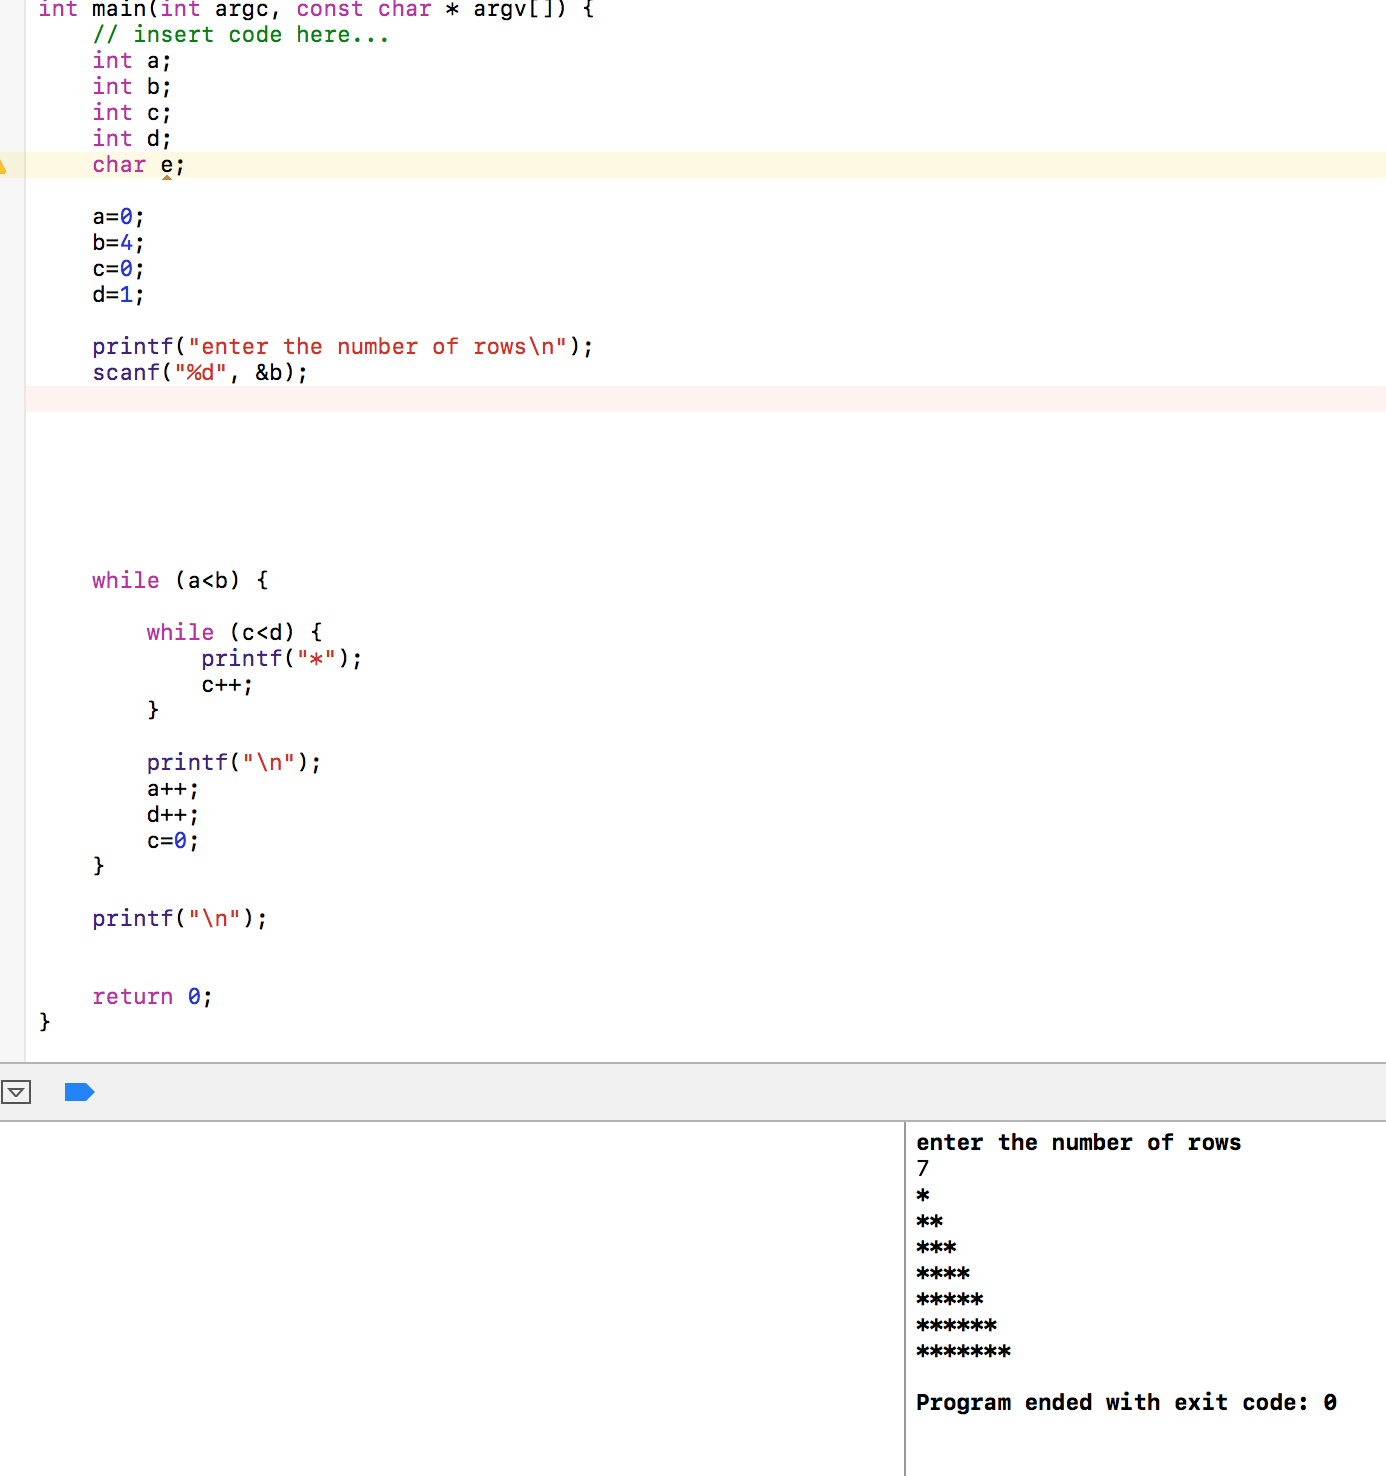 int main(int argc, const char * argv[]) {
// insert code here...
int a;
int b;
int c;
int d;
char e;
a=0;
b=4;
c=0;
d=1;
printf("enter the number of rows\n");
scanf("%d", &b);
while (a<b) {
while (c<d) {
printf("*");
c++;
}
printf("\n");
a++;
d++;
c=0;
}
printf("\n");
return 0;
}
enter the number of rows
7
*
**
***
****
*****
******
*******
Program ended with exit code: 0